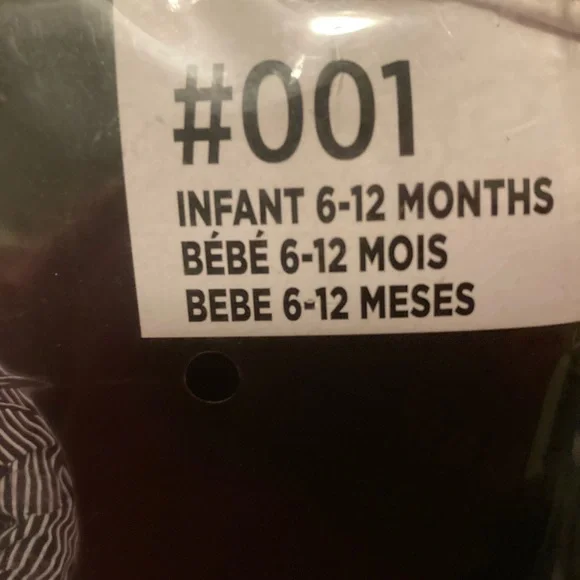 #001
INFANT 6-12 MONTHS
BÉBÉ 6-12 MOIS
BEBE 6-12 MESES